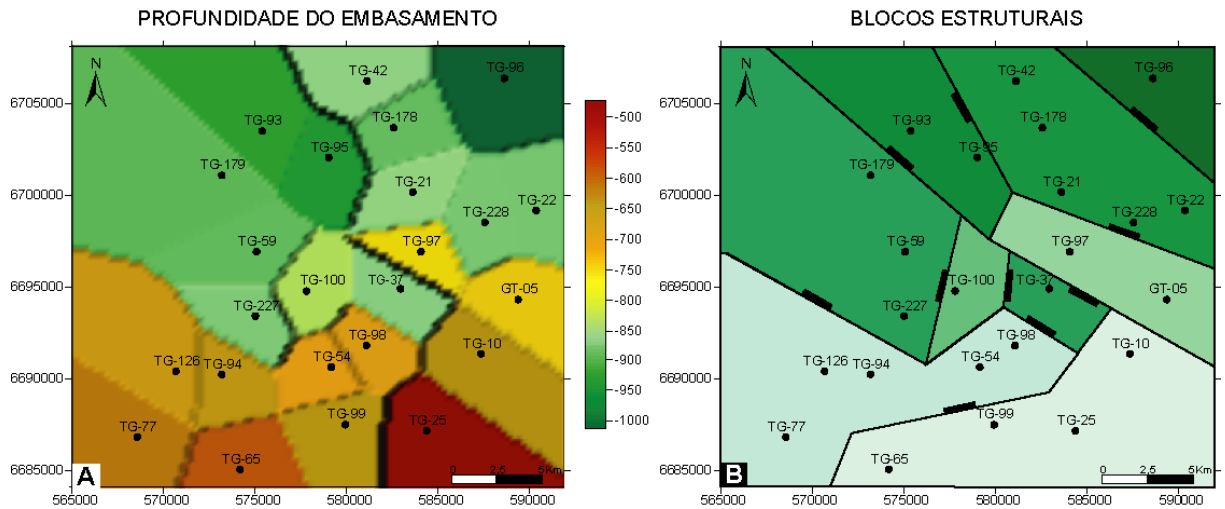 PROFUNDIDADE DO EMBASAMENTO
BLOCOS ESTRUTURAIS
N
6705000
6700000
6695000
6690000
6685000
565000
570000
575000
580000
585000
590000
TG-42
TG-96
TG-93
TG-178
TG-95
TG-179
TG-21
TG-22
TG-228
TG-59
TG-97
TG-100
TG-37
GT-05
TG-227
TG-98
TG-10
TG-126
TG-94
TG-54
TG-77
TG-99
TG-25
TG-65
A
0 2,5 5Km
-500
-550
-600
-650
-700
-750
-800
-850
-900
-950
-1000
N
6705000
6700000
6695000
6690000
6685000
565000
570000
575000
580000
585000
590000
TG-42
TG-96
TG-93
TG-178
TG-95
TG-179
TG-21
TG-22
TG-228
TG-59
TG-97
TG-100
TG-37
GT-05
TG-227
TG-98
TG-10
TG-126
TG-94
TG-54
TG-77
TG-99
TG-25
TG-65
B
0 2,5 5Km